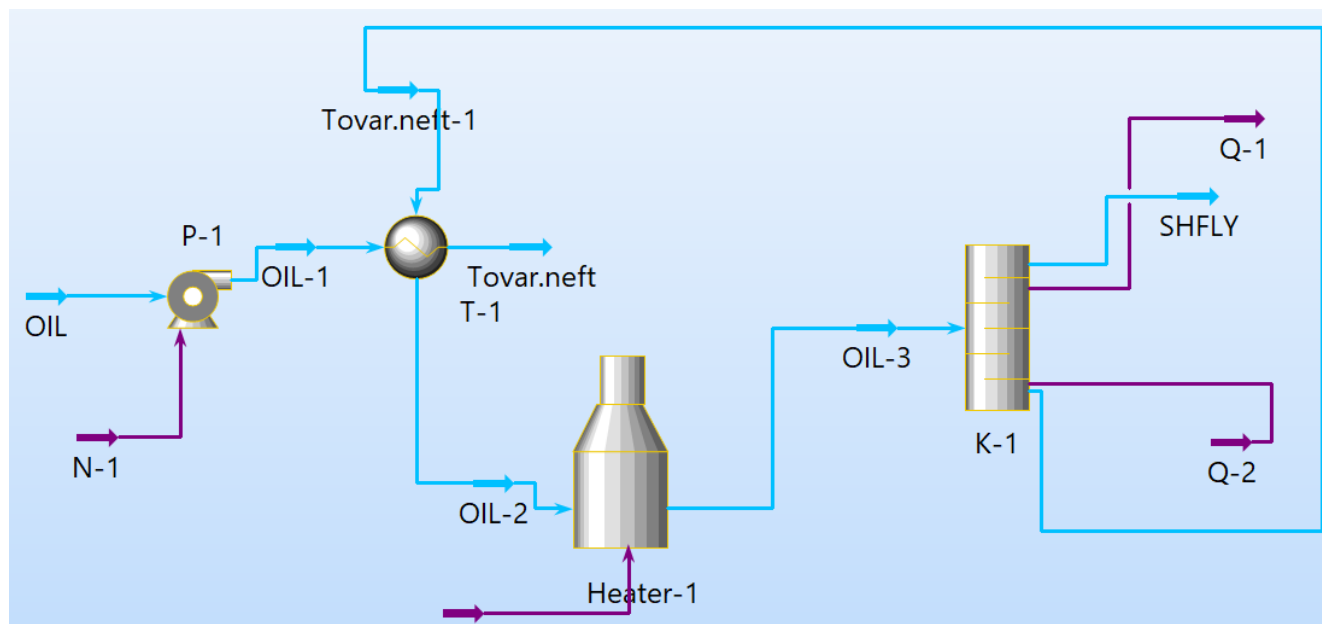 Tovar.neft-1
Q-1
SHFLY
P-1
OIL-1
Tovar.neft
T-1
OIL
OIL-3
K-1
N-1
Q-2
OIL-2
Heater-1